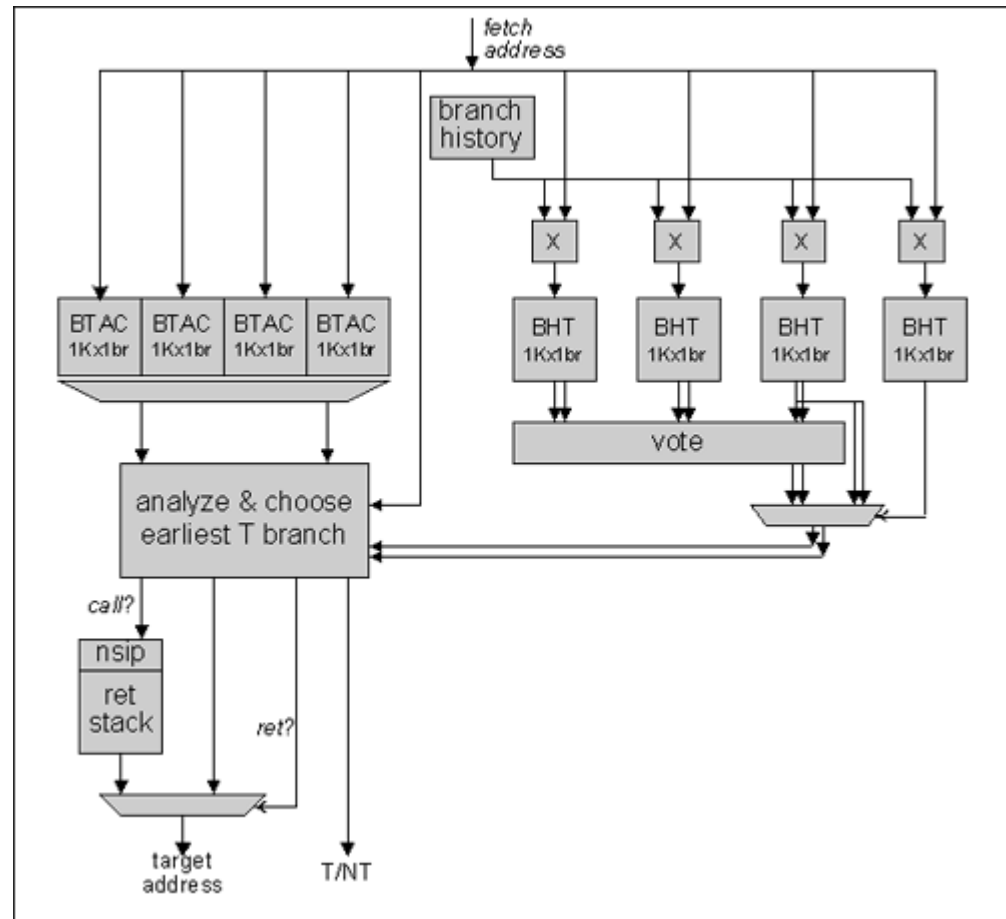 fetch
address
branch
history
X
X
X
X
BTAC
1Kx1br
BTAC
1Kx1br
BTAC
1Kx1br
BTAC
1Kx1br
BHT
1Kx1br
BHT
1Kx1br
BHT
1Kx1br
BHT
1Kx1br
vote
analyze & choose
earliest T branch
call?
nsip
ret
stack
ret?
target
address
T/NT